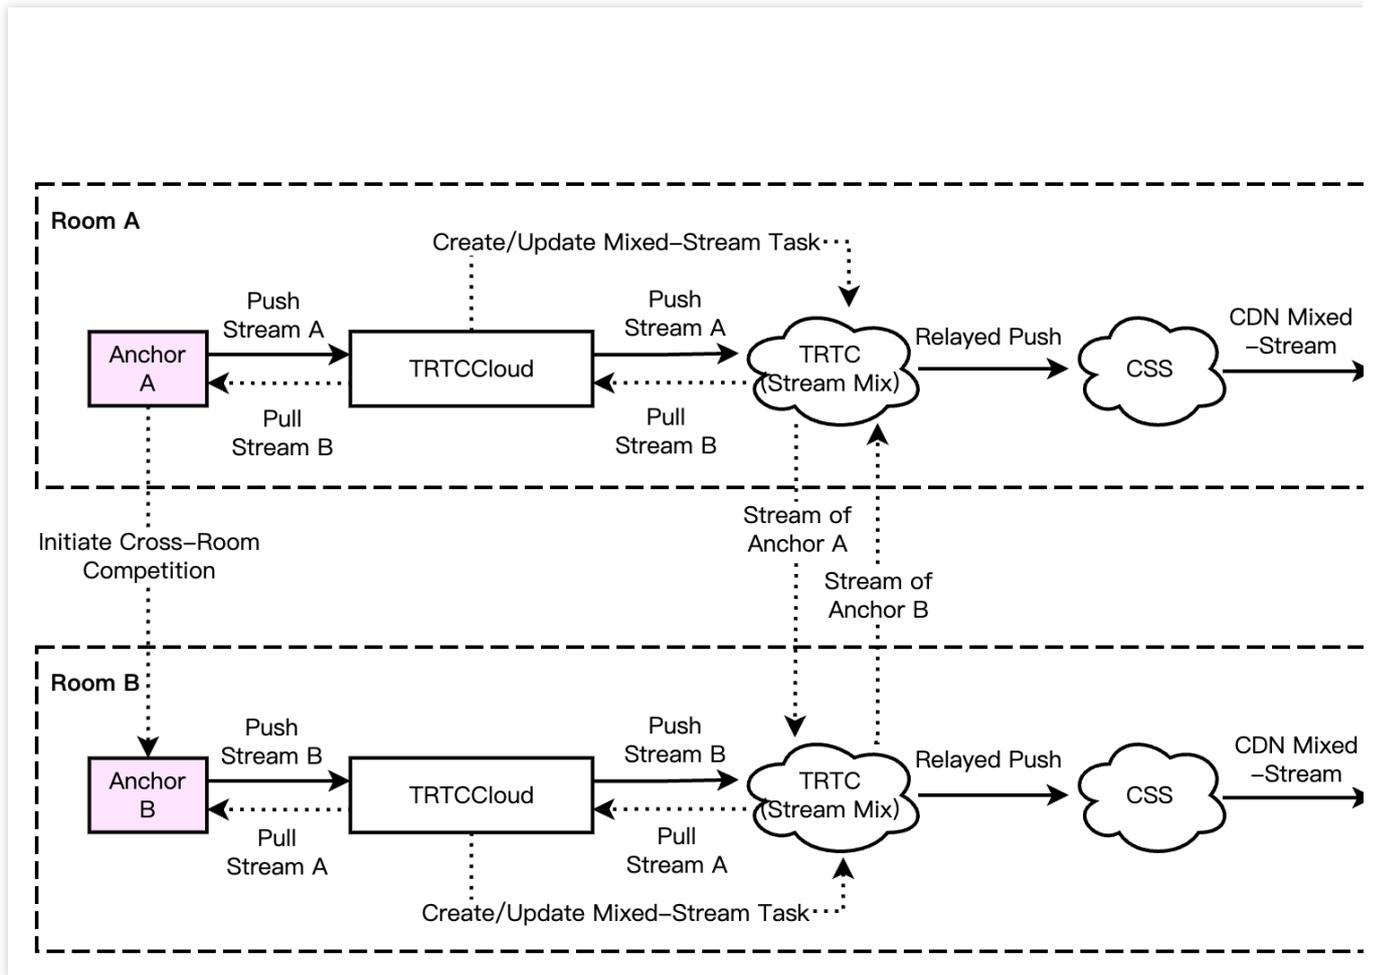 Room A
Create/Update Mixed-Stream Task
Push
Stream A
Push
Stream A
Anchor
A
TRTCCloud
TRTC
(Stream Mix)
Relayed Push
CSS
CDN Mixed
-Stream
Pull
Stream B
Pull
Stream B
Initiate Cross-Room
Competition
Stream of
Anchor A
Stream of
Anchor B
Room B
Push
Stream B
Push
Stream B
Anchor
B
TRTCCloud
TRTC
(Stream Mix)
Relayed Push
CSS
CDN Mixed
-Stream
Pull
Stream A
Pull
Stream A
Create/Update Mixed-Stream Task